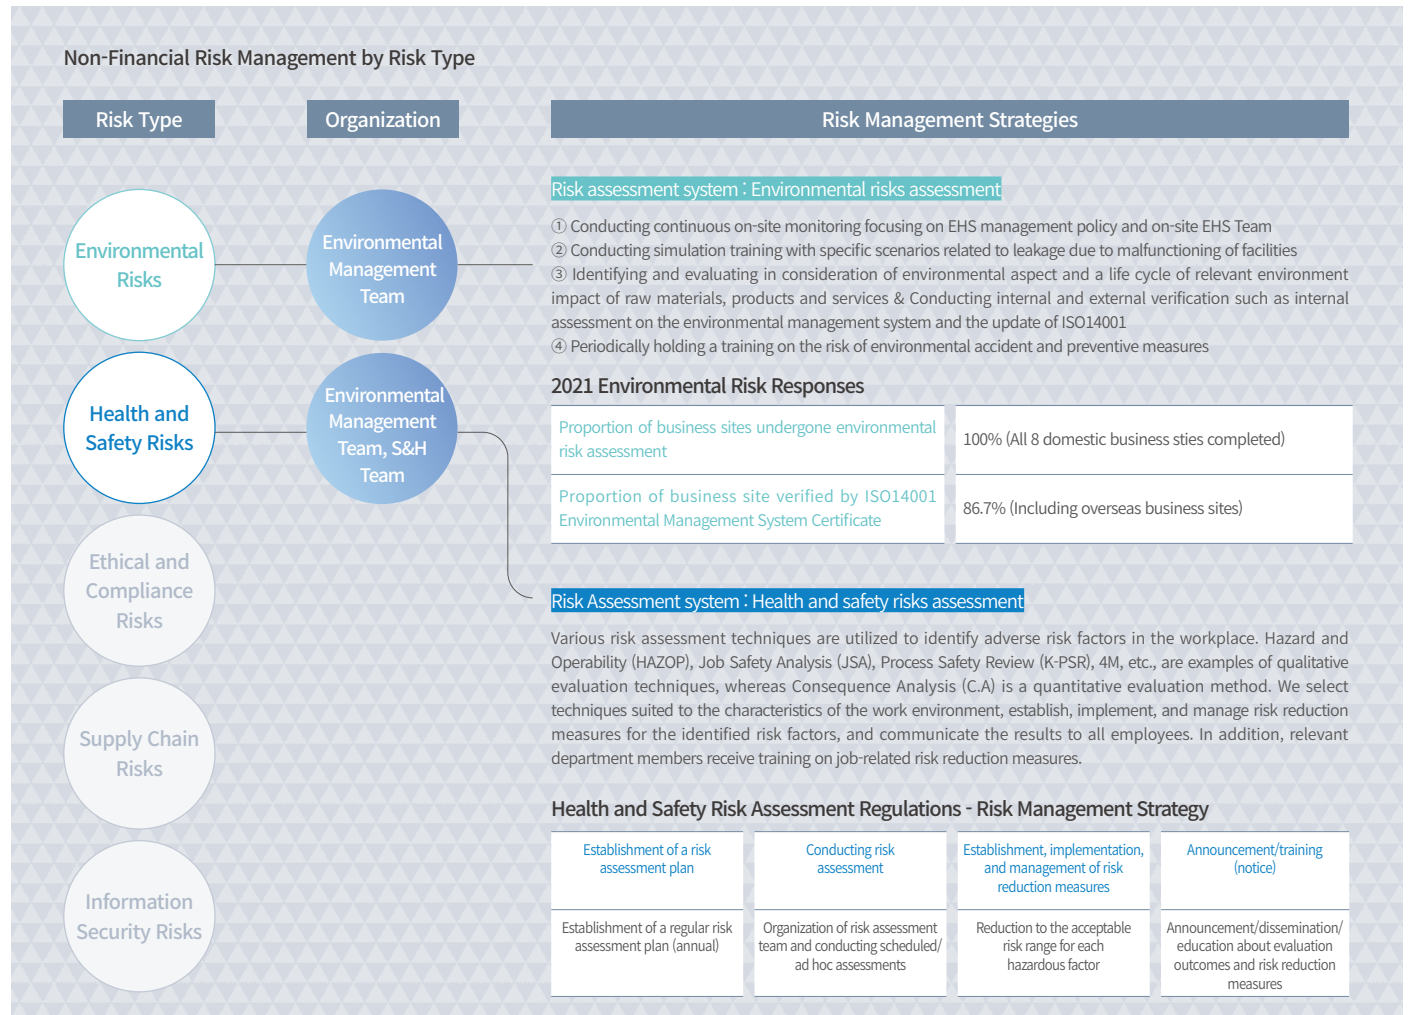 Non-Financial Risk Management by Risk Type
Risk Type
Organization
Risk Management Strategies
Environmental
Risks
Environmental
Management
Team
Health and
Safety Risks
Environmental
Management
Team, S&H
Team
Ethical and
Compliance
Risks
Supply Chain
Risks
Information
Security Risks
Risk assessment system : Environmental risks assessment
① Conducting continuous on-site monitoring focusing on EHS management policy and on-site EHS Team
② Conducting simulation training with specific scenarios related to leakage due to malfunctioning of facilities
③ Identifying and evaluating in consideration of environmental aspect and a life cycle of relevant environment
impact of raw materials, products and services & Conducting internal and external verification such as internal
assessment on the environmental management system and the update of ISO14001
④ Periodically holding a training on the risk of environmental accident and preventive measures
2021 Environmental Risk Responses
Proportion of business sites undergone environmental
risk assessment
100% (All 8 domestic business sties completed)
Proportion of business site verified by ISO14001
Environmental Management System Certificate
86.7% (Including overseas business sites)
Risk Assessment system : Health and safety risks assessment
Various risk assessment techniques are utilized to identify adverse risk factors in the workplace. Hazard and
Operability (HAZOP), Job Safety Analysis (JSA), Process Safety Review (K-PSR), 4M, etc., are examples of qualitative
evaluation techniques, whereas Consequence Analysis (C.A) is a quantitative evaluation method. We select
techniques suited to the characteristics of the work environment, establish, implement, and manage risk reduction
measures for the identified risk factors, and communicate the results to all employees. In addition, relevant
department members receive training on job-related risk reduction measures.
Health and Safety Risk Assessment Regulations - Risk Management Strategy
Establishment of a risk
assessment plan
Conducting risk
assessment
Establishment, implementation,
and management of risk
reduction measures
Announcement/training
(notice)
Establishment of a regular risk
assessment plan (annual)
Organization of risk assessment
team and conducting scheduled/
ad hoc assessments
Reduction to the acceptable
risk range for each
hazardous factor
Announcement/dissemination/
education about evaluation
outcomes and risk reduction
measures